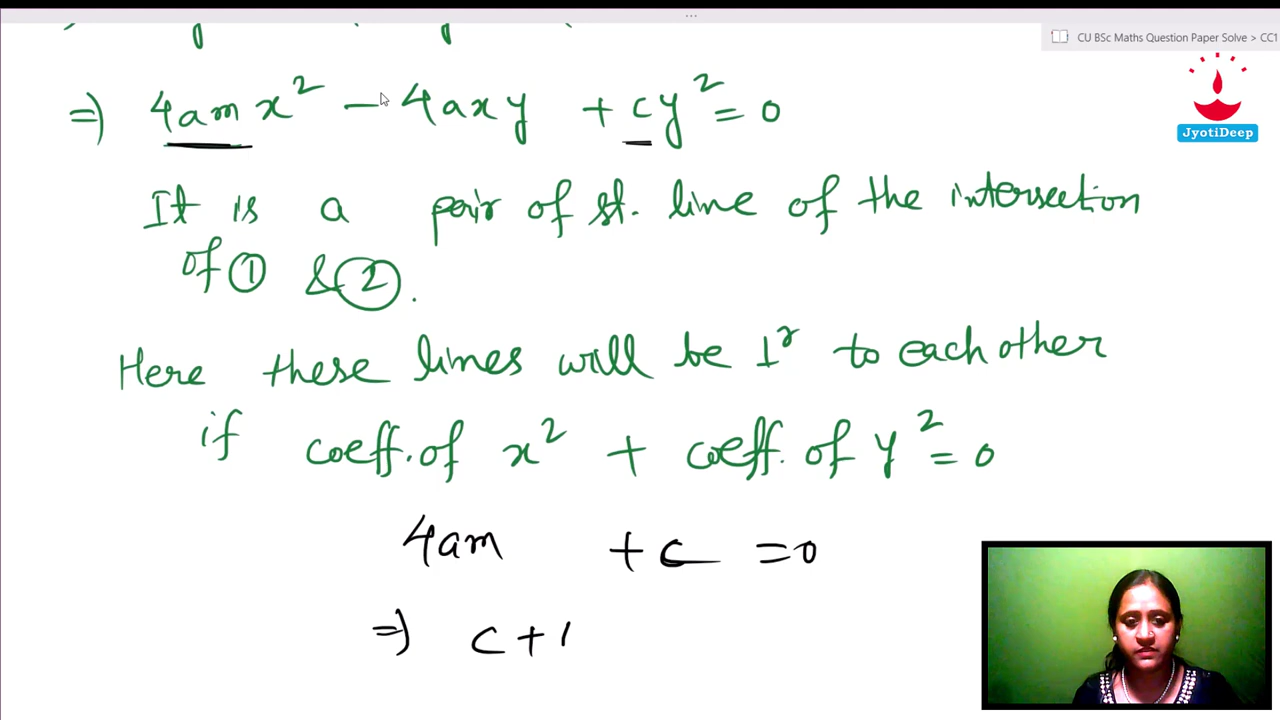 ...
CU BSc Maths Question Paper Solve > CC1
=) 4amx² - 4axy + cy² = 0
JyotiDeep
It is a pair of st. line of the intersection
of ① & ②.
Here these lines will be ⊥ʳ to each other
if coeff. of x² + coeff. of y² = 0
4am + c = 0
=) c +